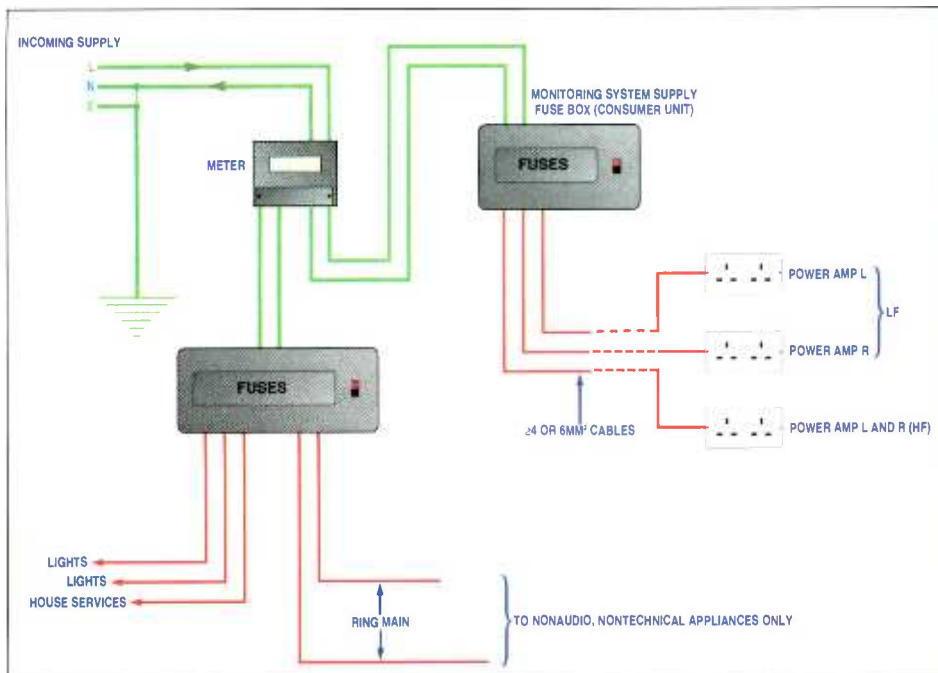 INCOMING SUPPLY
L
N
E
METER
MONITORING SYSTEM SUPPLY
FUSE BOX (CONSUMER UNIT)
FUSES
POWER AMP L
LF
POWER AMP R
POWER AMP L AND R (HF)
≥4 OR 6MM² CABLES
FUSES
LIGHTS
LIGHTS
HOUSE SERVICES
RING MAIN
TO NONAUDIO, NONTECHNICAL APPLIANCES ONLY